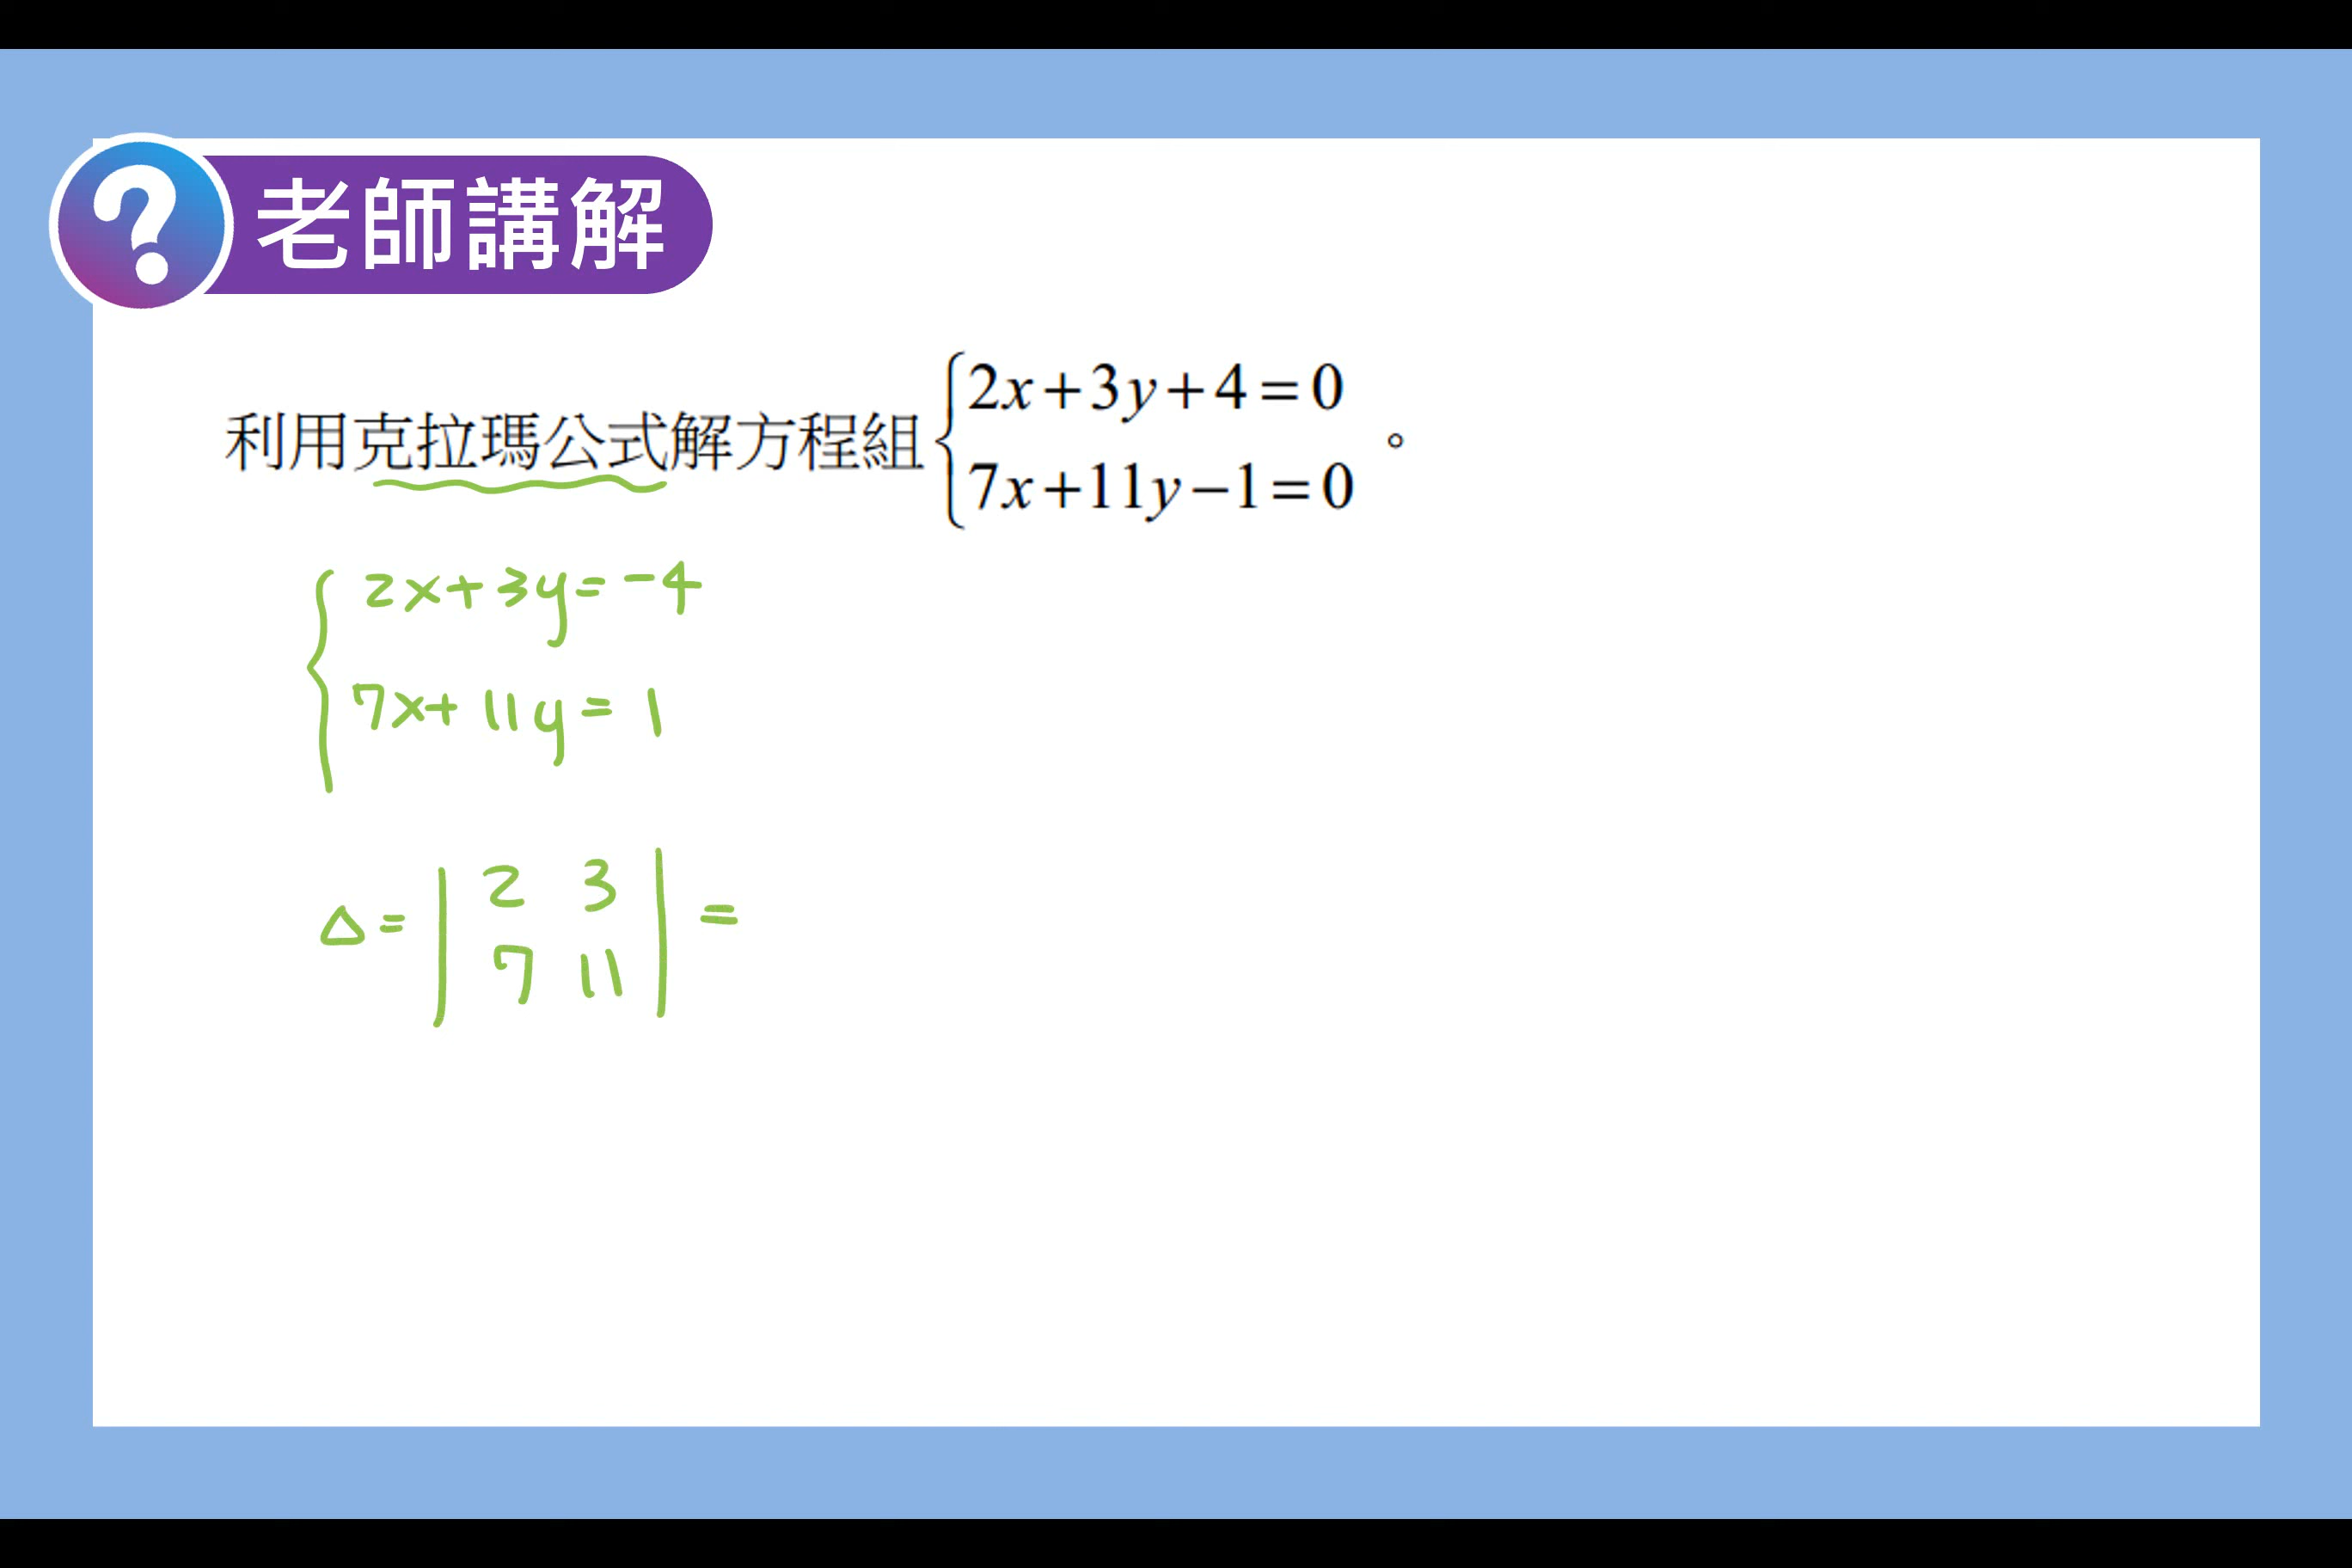 老師講解
利用克拉瑪公式解方程組 { 2x+3y+4=0
7x+11y−1=0 。
{ 2x+3y=-4
7x+11y=1
Δ= | 2 3 | =
| 7 11 |